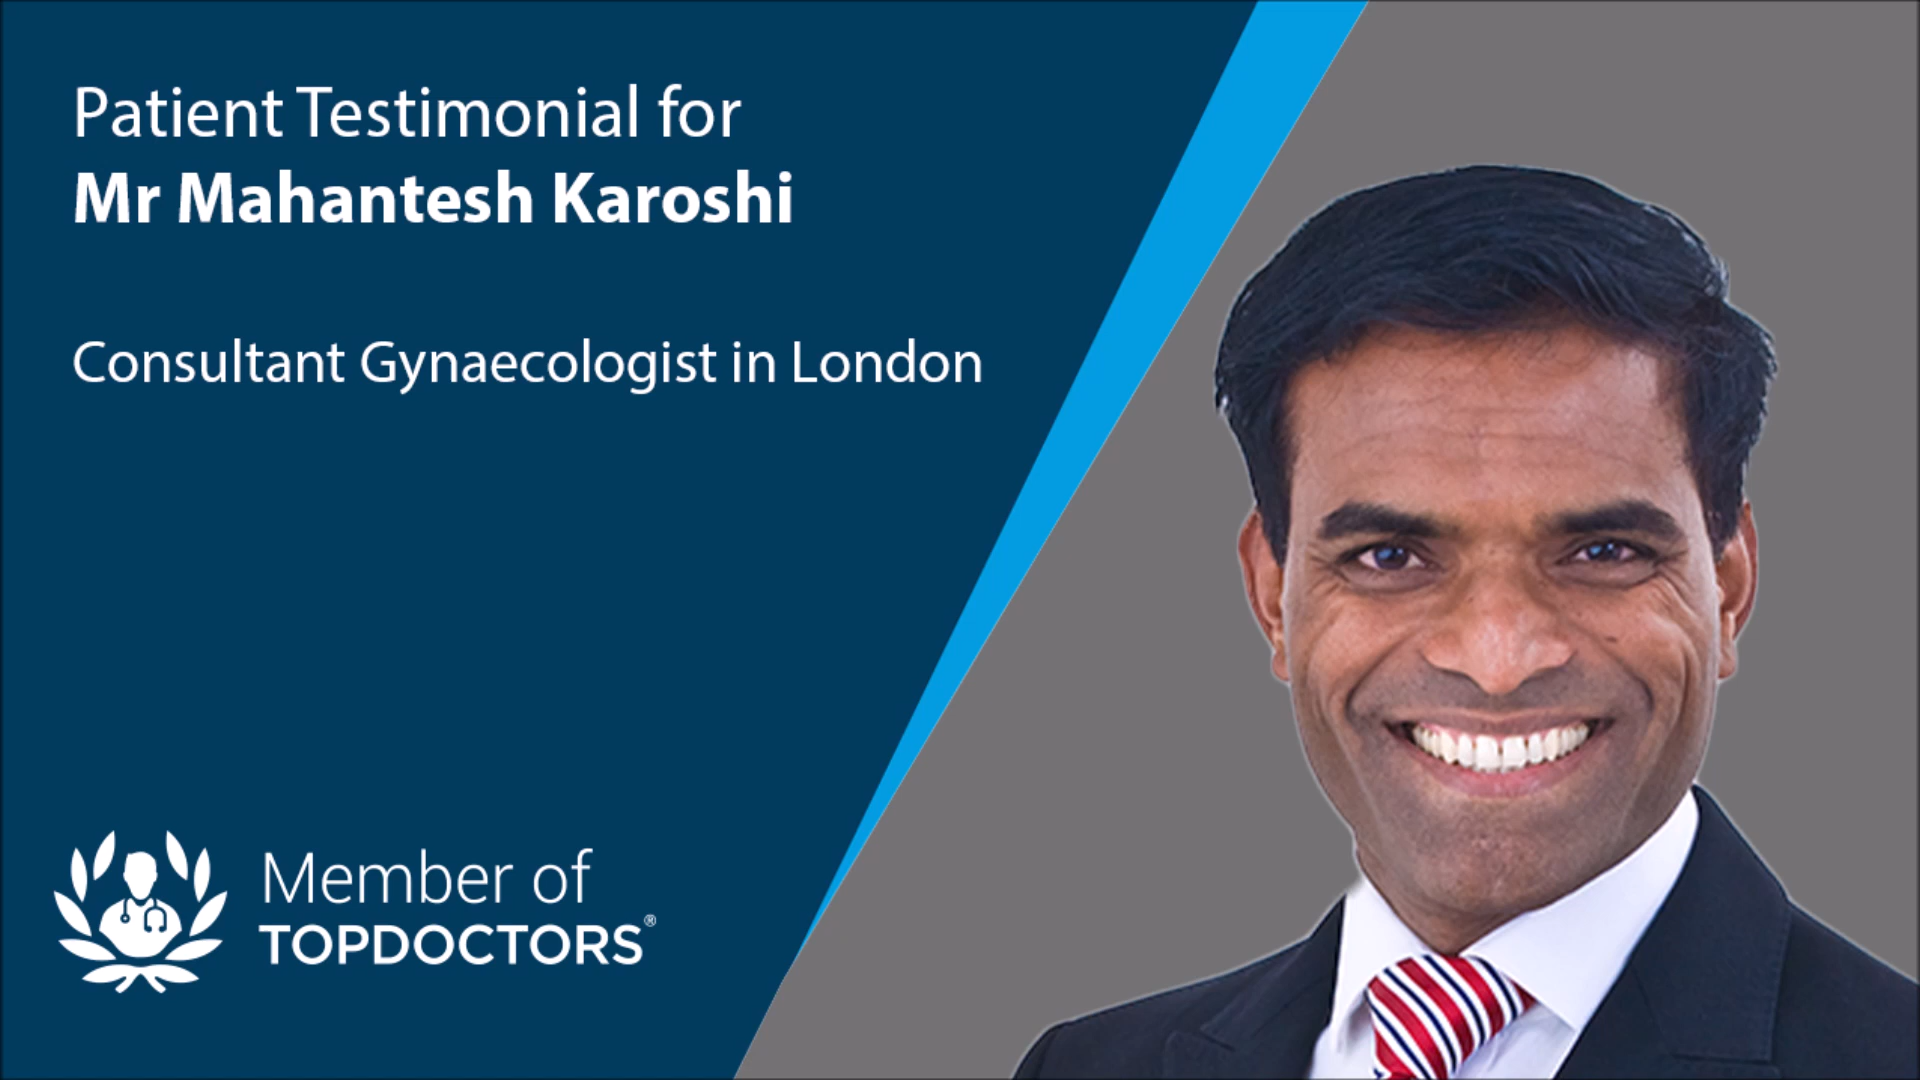 Patient Testimonial for
Mr Mahantesh Karoshi
Consultant Gynaecologist in London
Member of
TOPDOCTORS®